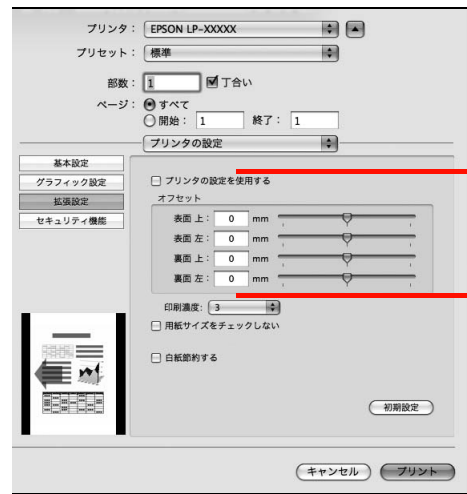 プリンタ： EPSON LP-XXXXX
プリセット： 標準
部数： 1 丁合い
ページ： すべて
開始： 1 終了： 1
プリンタの設定
基本設定
グラフィック設定
拡張設定
セキュリティ機能
プリンタの設定を使用する
オフセット
表面 上： 0 mm
表面 左： 0 mm
裏面 上： 0 mm
裏面 左： 0 mm
印刷濃度： 3
用紙サイズをチェックしない
白紙節約する
初期設定
キャンセル プリント